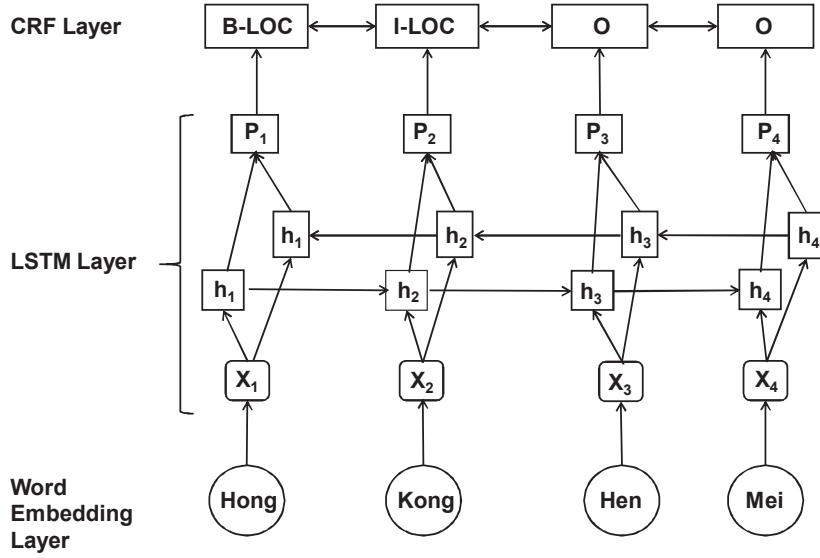 CRF Layer B-LOC I-LOC O O
P₁ P₂ P₃ P₄
h₁ h₂ h₃ h₄
LSTM Layer
h₁ h₂ h₃ h₄
X₁ X₂ X₃ X₄
Word
Embedding
Layer
Hong Kong Hen Mei